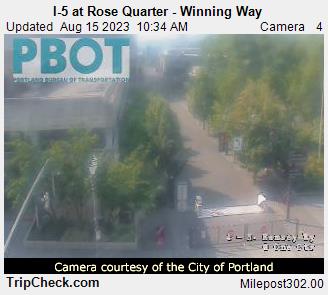 I-5 at Rose Quarter - Winning Way
Updated Aug 15 2023 10:34 AM Camera 4
PBOT
PORTLAND BUREAU OF TRANSPORTATION
Camera courtesy of the City of Portland
TripCheck.com Milepost302.00